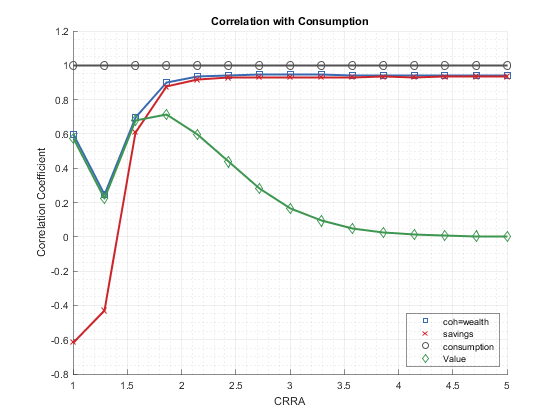 Correlation with Consumption
1.2
1
0.8
0.6
0.4
0.2
0
-0.2
-0.4
-0.6
-0.8
Correlation Coefficient
coh=wealth
savings
consumption
Value
1
1.5
2
2.5
3
3.5
4
4.5
5
CRRA